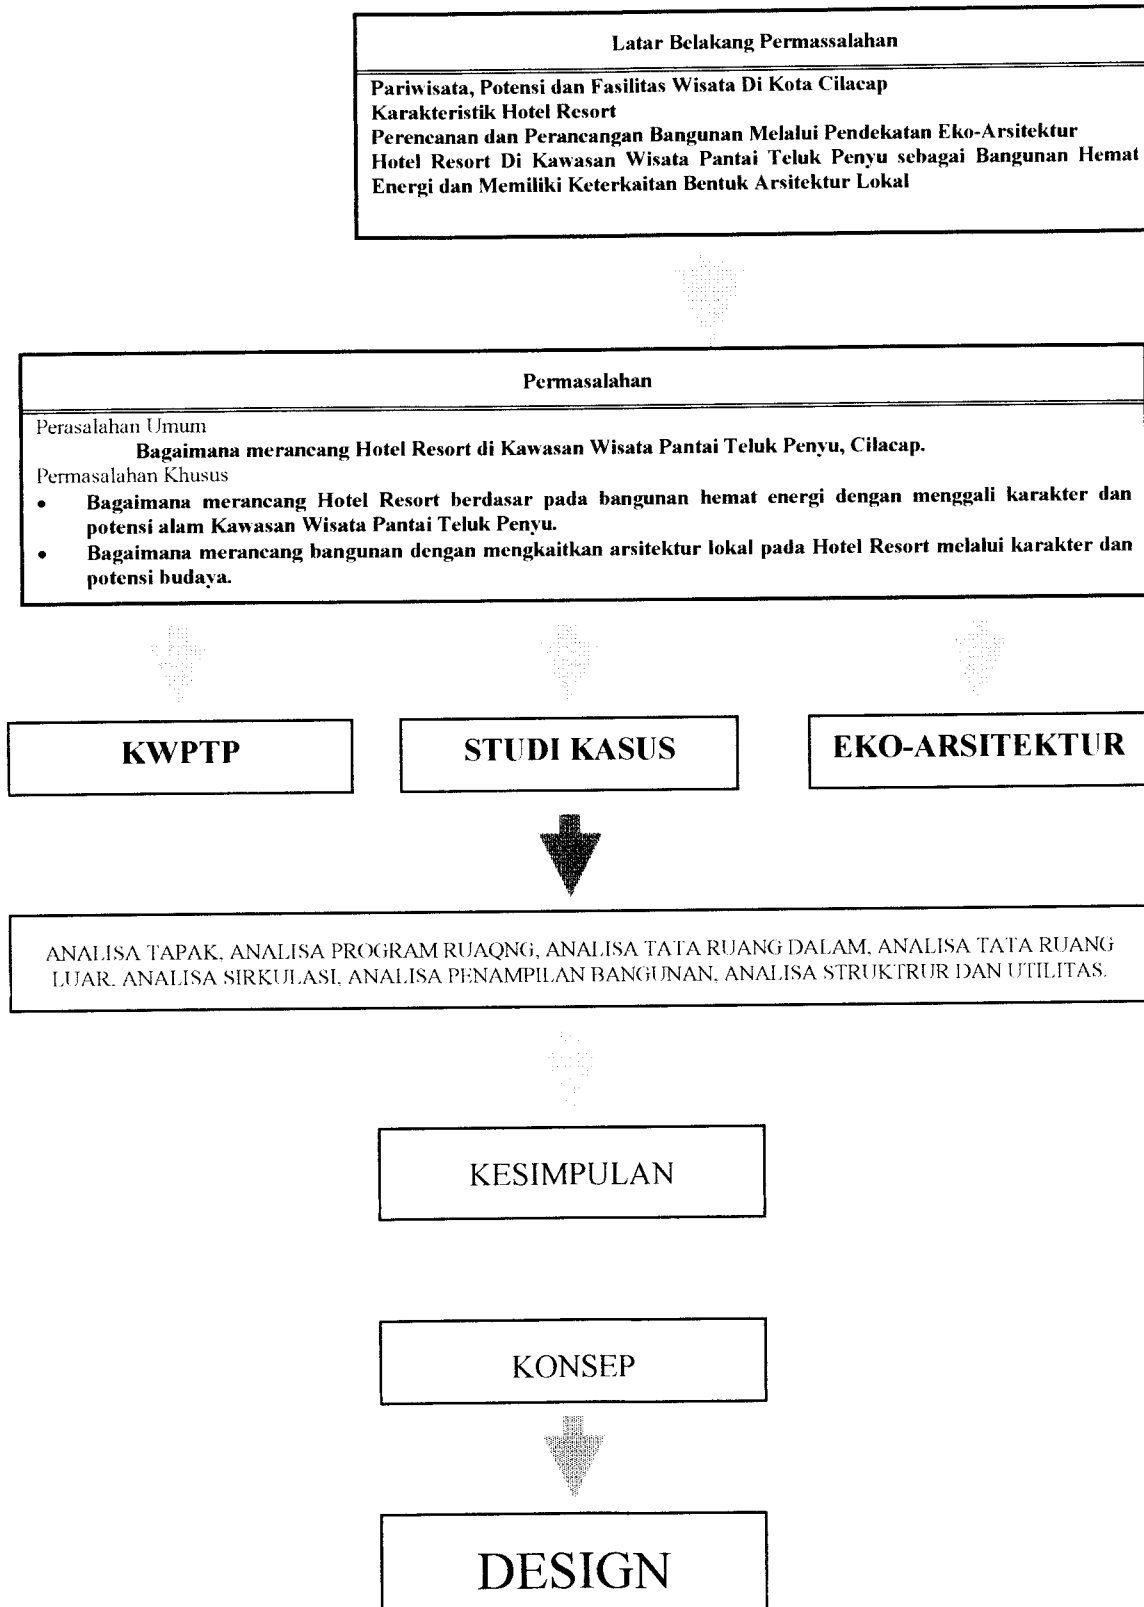 Latar Belakang Permassalahan
Pariwisata, Potensi dan Fasilitas Wisata Di Kota Cilacap
Karakteristik Hotel Resort
Perencanan dan Perancangan Bangunan Melalui Pendekatan Eko-Arsitektur
Hotel Resort Di Kawasan Wisata Pantai Teluk Penyu sebagai Bangunan Hemat
Energi dan Memiliki Keterkaitan Bentuk Arsitektur Lokal
Permasalahan
Perasalahan Umum
Bagaimana merancang Hotel Resort di Kawasan Wisata Pantai Teluk Penyu, Cilacap.
Permasalahan Khusus
• Bagaimana merancang Hotel Resort berdasar pada bangunan hemat energi dengan menggali karakter dan
potensi alam Kawasan Wisata Pantai Teluk Penyu.
• Bagaimana merancang bangunan dengan mengkaitkan arsitektur lokal pada Hotel Resort melalui karakter dan
potensi budaya.
KWPTP
STUDI KASUS
EKO-ARSITEKTUR
ANALISA TAPAK, ANALISA PROGRAM RUAQNG, ANALISA TATA RUANG DALAM, ANALISA TATA RUANG
LUAR. ANALISA SIRKULASI, ANALISA PENAMPILAN BANGUNAN, ANALISA STRUKTRUR DAN UTILITAS.
KESIMPULAN
KONSEP
DESIGN